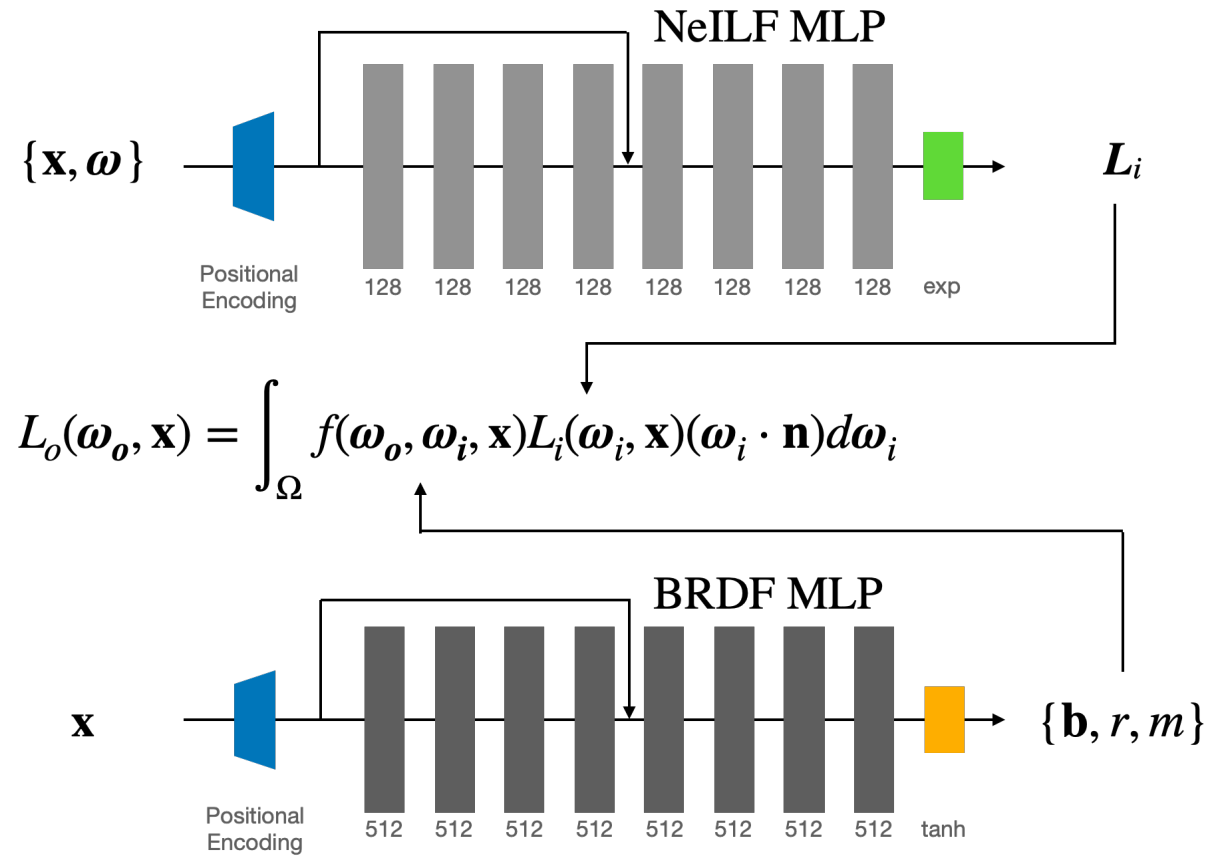 NeILF MLP
{x, ω}
L_i
Positional
Encoding
128 128 128 128 128 128 128 128 exp
L_o(ω_o, x) = ∫_Ω f(ω_o, ω_i, x)L_i(ω_i, x)(ω_i · n)dω_i
BRDF MLP
x
{b, r, m}
Positional
Encoding
512 512 512 512 512 512 512 512 tanh